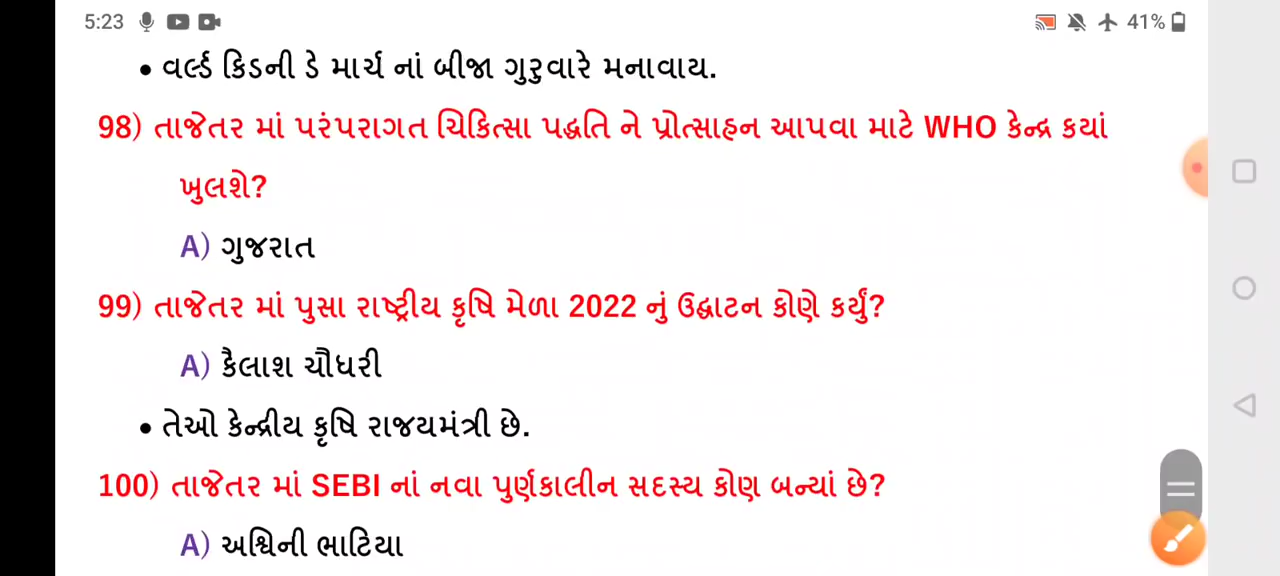 5:23 41%
• વર્લ્ડ કિડની ડે માર્ચ નાં બીજા ગુરુવારે મનાવાય.
98) તાજેતર માં પરંપરાગત ચિકિત્સા પદ્ધતિ ને પ્રોત્સાહન આપવા માટે WHO કેન્દ્ર કયાં
ખુલશે?
A) ગુજરાત
99) તાજેતર માં પુસા રાષ્ટ્રીય કૃષિ મેળા 2022 નું ઉદ્ઘાટન કોણે કર્યું?
A) કૈલાશ ચૌધરી
• તેઓ કેન્દ્રીય કૃષિ રાજયમંત્રી છે.
100) તાજેતર માં SEBI નાં નવા પુર્ણકાલીન સદસ્ય કોણ બન્યાં છે?
A) અશ્વિની ભાટિયા